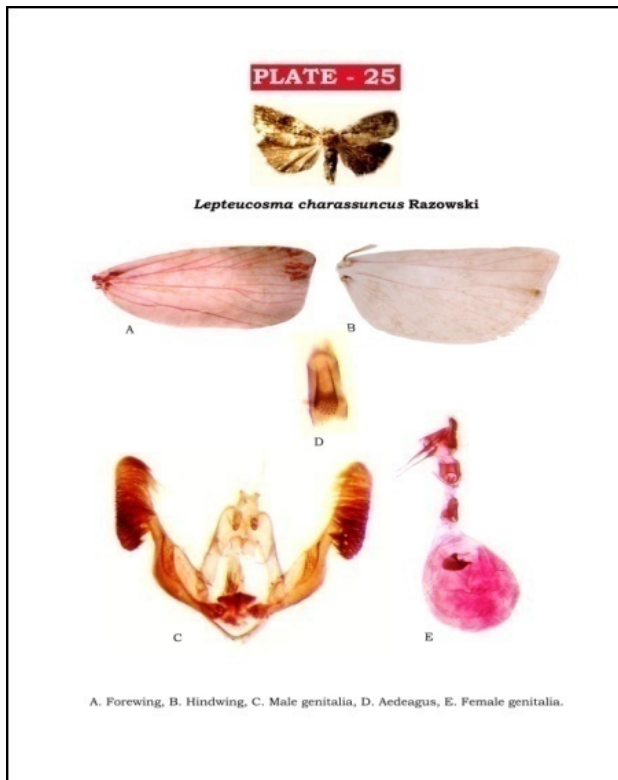 PLATE - 25
Lepteucosma charassuncus Razowski
A
B
D
C
E
A. Forewing, B. Hindwing, C. Male genitalia, D. Aedeagus, E. Female genitalia.